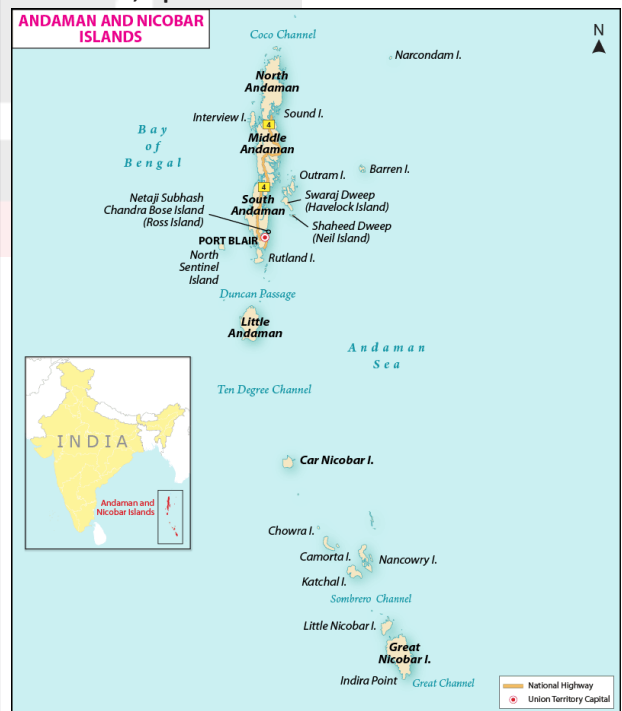 ANDAMAN AND NICOBAR
ISLANDS
N
Coco Channel
Narcondam I.
North
Andaman
Interview I.
Sound I.
4
Bay
of
Bengal
Middle
Andaman
Barren I.
Outram I.
4
Netaji Subhash
Chandra Bose Island
(Ross Island)
South
Andaman
Swaraj Dweep
(Havelock Island)
Shaheed Dweep
(Neil Island)
PORT BLAIR
North
Sentinel
Island
Rutland I.
Duncan Passage
Little
Andaman
Andaman
Sea
Ten Degree Channel
INDIA
Andaman and
Nicobar Islands
Car Nicobar I.
Chowra I.
Camorta I.
Nancowry I.
Katchal I.
Sombrero Channel
Little Nicobar I.
Great
Nicobar I.
Indira Point
Great Channel
National Highway
Union Territory Capital